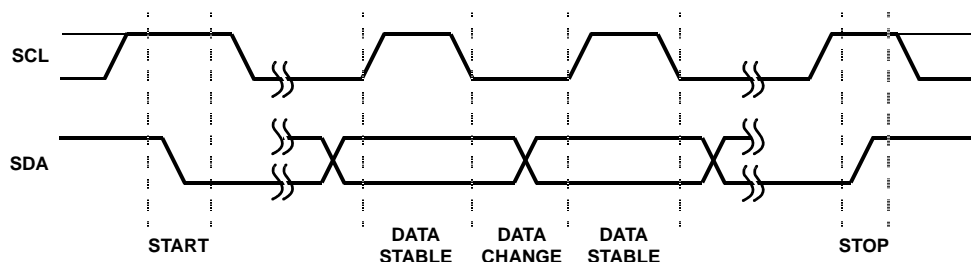 SCL
SDA
START
DATA
STABLE
DATA
CHANGE
DATA
STABLE
STOP